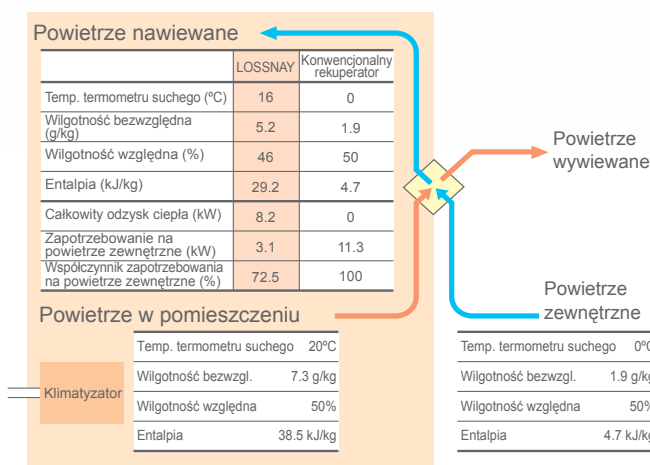 Powietrze nawiewane
LOSSNAY Konwencjonalny
rekuperator
Temp. termometru suchego (ºC) 16 0
Wilgotność bezwzględna
(g/kg) 5.2 1.9
Wilgotność względna (%) 46 50
Entalpia (kJ/kg) 29.2 4.7
Całkowity odzysk ciepła (kW) 8.2 0
Zapotrzebowanie na
powietrze zewnętrzne (kW) 3.1 11.3
Współczynnik zapotrzebowania
na powietrze zewnętrzne (%) 72.5 100
Powietrze
wywiewane
Powietrze w pomieszczeniu
Powietrze
zewnętrzne
Klimatyzator
Temp. termometru suchego 20ºC
Wilgotność bezwzgl. 7.3 g/kg
Wilgotność względna 50%
Entalpia 38.5 kJ/kg
Temp. termometru suchego 0ºC
Wilgotność bezwzgl. 1.9 g/kg
Wilgotność względna 50%
Entalpia 4.7 kJ/kg